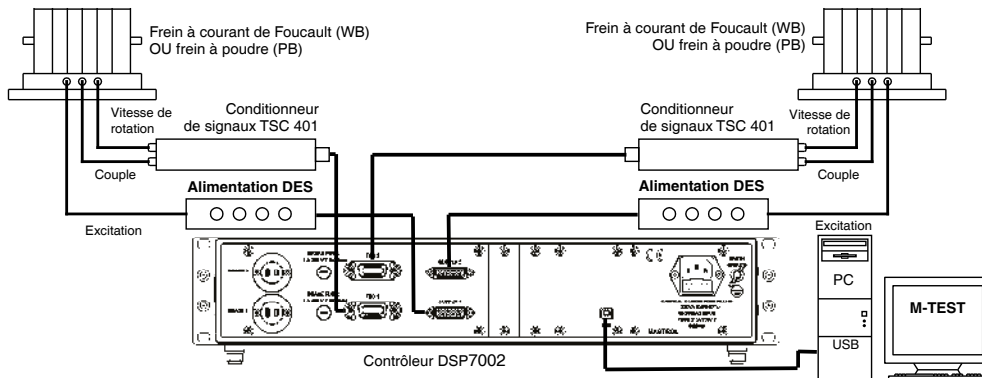 Frein à courant de Foucault (WB)
OU frein à poudre (PB)
Frein à courant de Foucault (WB)
OU frein à poudre (PB)
Vitesse de
rotation
Conditionneur
de signaux TSC 401
Conditionneur
de signaux TSC 401
Vitesse de
rotation
Couple
Couple
Alimentation DES
Alimentation DES
Excitation
Excitation
PC
M-TEST
USB
MAGTROL
Contrôleur DSP7002